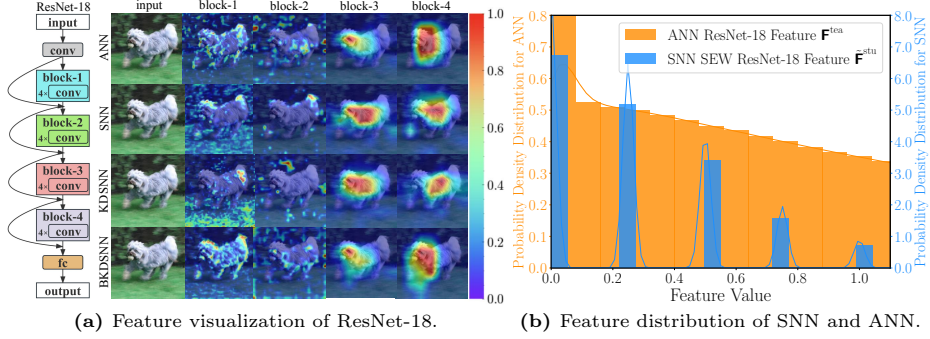 ResNet-18
input
conv
block-1
4× conv
block-2
4× conv
block-3
4× conv
block-4
4× conv
fc
output
input block-1 block-2 block-3 block-4
ANN
SNN
KDSNN
BKDSNN
1.0
0.8
0.6
0.4
0.2
0.0
(a) Feature visualization of ResNet-18.
Probability Density Distribution for ANN
0.8
0.7
0.6
0.5
0.4
0.3
0.2
0.1
0.0
ANN ResNet-18 Feature F^tea
SNN SEW ResNet-18 Feature F̃^stu
8.0
7.0
6.0
5.0
4.0
3.0
2.0
1.0
0.0
Probability Density Distribution for SNN
0.0 0.2 0.4 0.6 0.8 1.0
Feature Value
(b) Feature distribution of SNN and ANN.